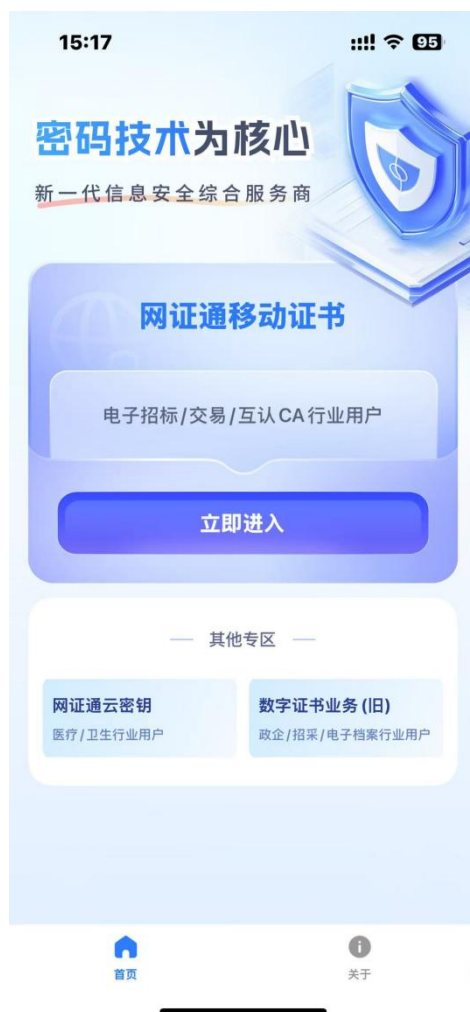 15:17
95
密码技术为核心
新一代信息安全综合服务商
网证通移动证书
电子招标/交易/互认CA行业用户
立即进入
其他专区
网证通云密钥
数字证书业务 (旧)
医疗/卫生行业用户
政企/招采/电子档案行业用户
首页
关于